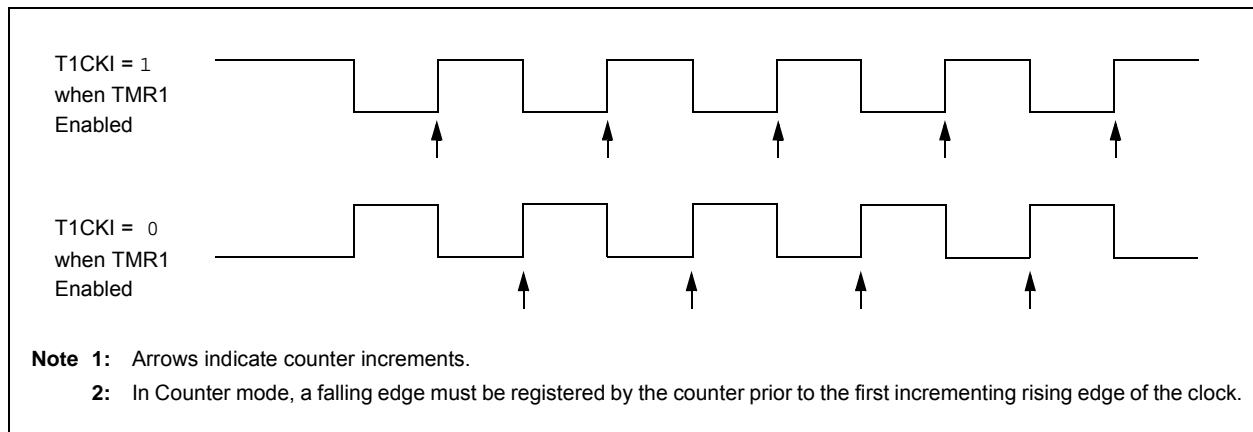 T1CKI = 1
when TMR1
Enabled
T1CKI = 0
when TMR1
Enabled
Note 1: Arrows indicate counter increments.
2: In Counter mode, a falling edge must be registered by the counter prior to the first incrementing rising edge of the clock.